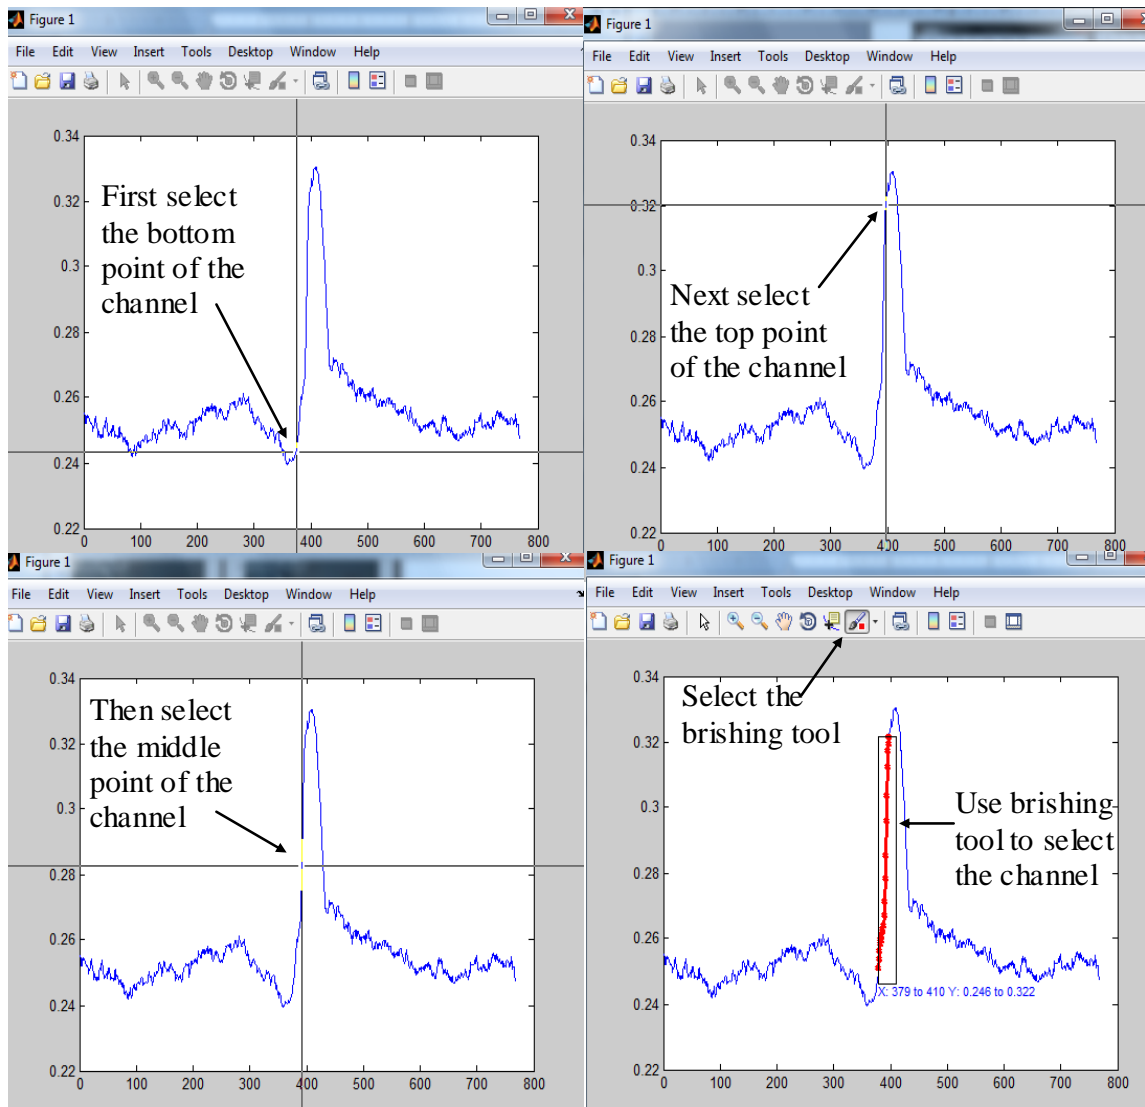 Figure 1
File Edit View Insert Tools Desktop Window Help
0.34
0.32
0.3
0.28
0.26
0.24
0.22
0 100 200 300 400 500 600 700 800
First select
the bottom
point of the
channel
Figure 1
File Edit View Insert Tools Desktop Window Help
0.34
0.32
0.3
0.28
0.26
0.24
0.22
0 100 200 300 400 500 600 700 800
Next select
the top point
of the channel
Figure 1
File Edit View Insert Tools Desktop Window Help
0.34
0.32
0.3
0.28
0.26
0.24
0.22
0 100 200 300 400 500 600 700 800
Then select
the middle
point of the
channel
Figure 1
File Edit View Insert Tools Desktop Window Help
Select the
brishing tool
0.34
0.32
0.3
0.28
0.26
0.24
0.22
0 100 200 300 400 500 600 700 800
Use brishing
tool to select
the channel
X: 379 to 410 Y: 0.246 to 0.322